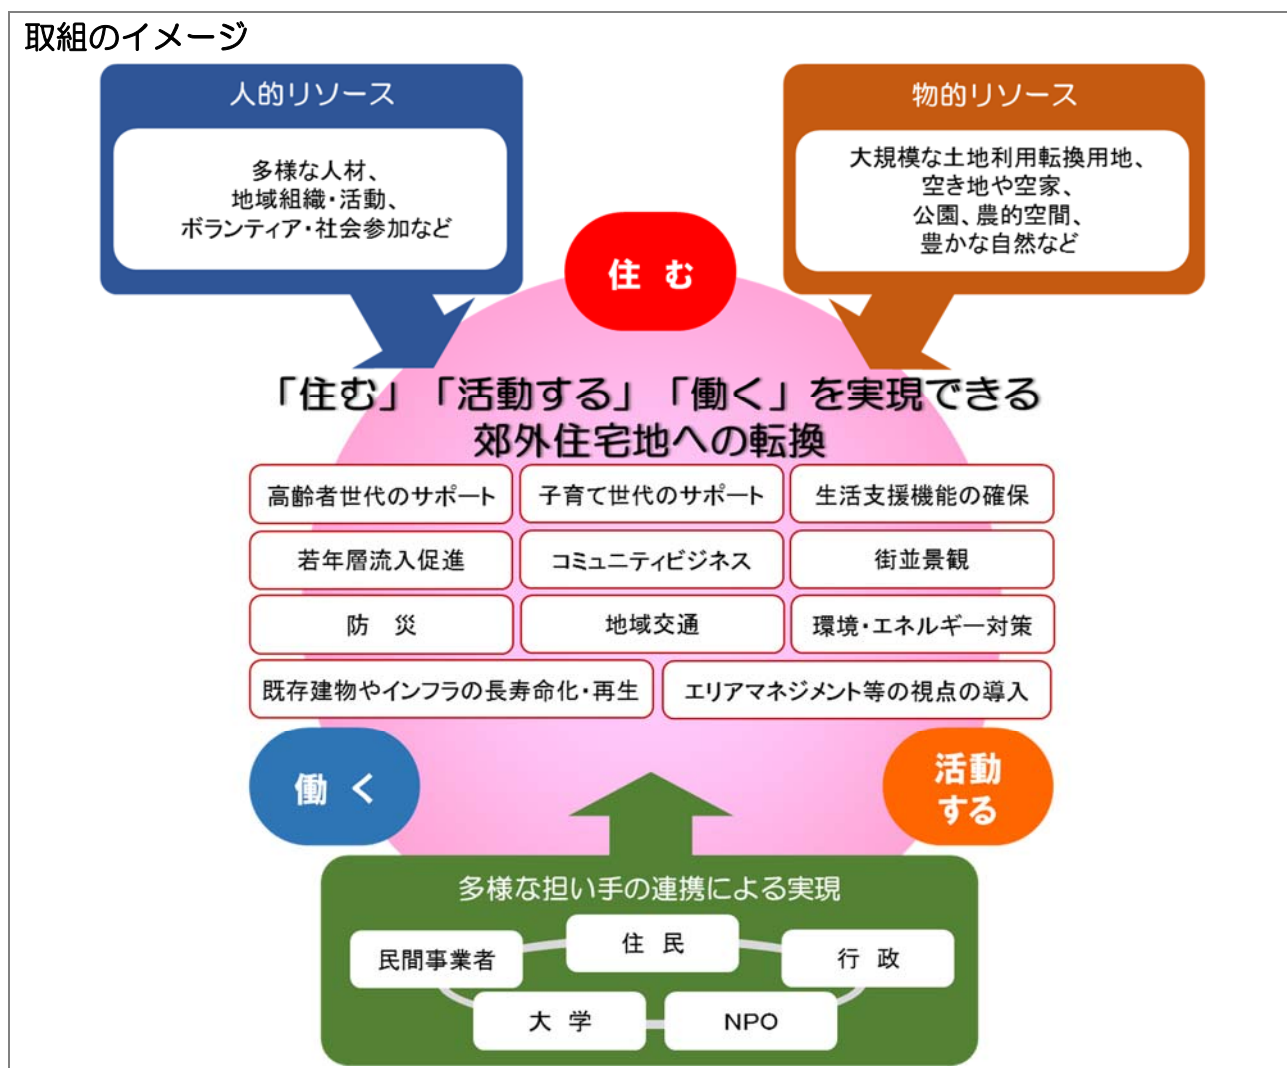 取組のイメージ
人的リソース
多様な人材、
地域組織・活動、
ボランティア・社会参加など
物的リソース
大規模な土地利用転換用地、
空き地や空家、
公園、農的空間、
豊かな自然など
住 む
「住む」「活動する」「働く」を実現できる
郊外住宅地への転換
高齢者世代のサポート
子育て世代のサポート
生活支援機能の確保
若年層流入促進
コミュニティビジネス
街並景観
防 災
地域交通
環境・エネルギー対策
既存建物やインフラの長寿命化・再生
エリアマネジメント等の視点の導入
働 く
活動
する
多様な担い手の連携による実現
民間事業者
住 民
行 政
大 学
NPO